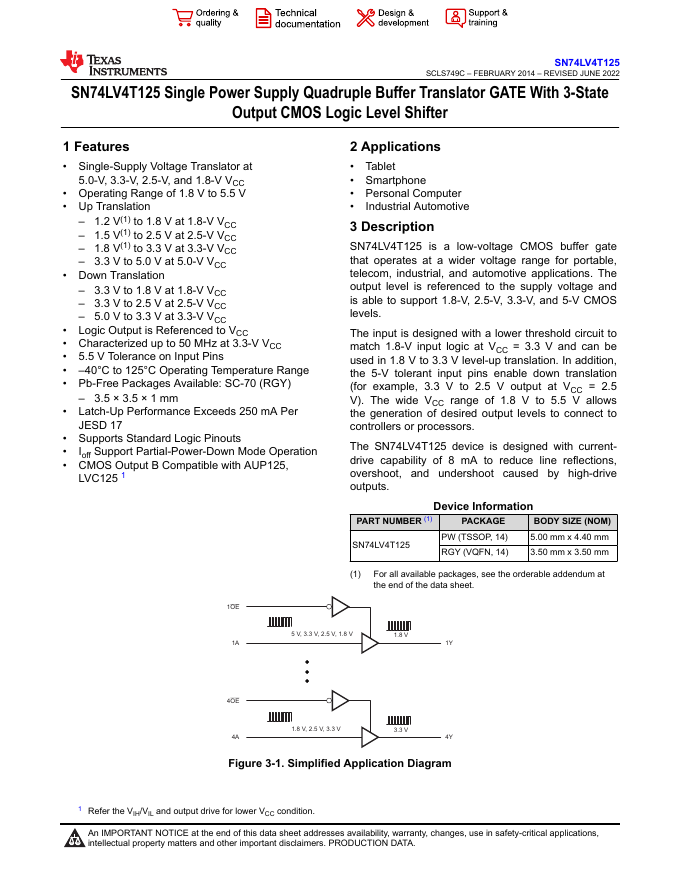 Ordering &
quality
Technical
documentation
Design &
development
Support &
training
TEXAS
INSTRUMENTS
SN74LV4T125
SCLS749C – FEBRUARY 2014 – REVISED JUNE 2022
SN74LV4T125 Single Power Supply Quadruple Buffer Translator GATE With 3-State
Output CMOS Logic Level Shifter
1 Features
• Single-Supply Voltage Translator at
5.0-V, 3.3-V, 2.5-V, and 1.8-V VCC
• Operating Range of 1.8 V to 5.5 V
• Up Translation
– 1.2 V(1) to 1.8 V at 1.8-V VCC
– 1.5 V(1) to 2.5 V at 2.5-V VCC
– 1.8 V(1) to 3.3 V at 3.3-V VCC
– 3.3 V to 5.0 V at 5.0-V VCC
• Down Translation
– 3.3 V to 1.8 V at 1.8-V VCC
– 3.3 V to 2.5 V at 2.5-V VCC
– 5.0 V to 3.3 V at 3.3-V VCC
• Logic Output is Referenced to VCC
• Characterized up to 50 MHz at 3.3-V VCC
• 5.5 V Tolerance on Input Pins
• –40°C to 125°C Operating Temperature Range
• Pb-Free Packages Available: SC-70 (RGY)
– 3.5 × 3.5 × 1 mm
• Latch-Up Performance Exceeds 250 mA Per
JESD 17
• Supports Standard Logic Pinouts
• Ioff Support Partial-Power-Down Mode Operation
• CMOS Output B Compatible with AUP125,
LVC125 1
2 Applications
• Tablet
• Smartphone
• Personal Computer
• Industrial Automotive
3 Description
SN74LV4T125 is a low-voltage CMOS buffer gate
that operates at a wider voltage range for portable,
telecom, industrial, and automotive applications. The
output level is referenced to the supply voltage and
is able to support 1.8-V, 2.5-V, 3.3-V, and 5-V CMOS
levels.
The input is designed with a lower threshold circuit to
match 1.8-V input logic at VCC = 3.3 V and can be
used in 1.8 V to 3.3 V level-up translation. In addition,
the 5-V tolerant input pins enable down translation
(for example, 3.3 V to 2.5 V output at VCC = 2.5
V). The wide VCC range of 1.8 V to 5.5 V allows
the generation of desired output levels to connect to
controllers or processors.
The SN74LV4T125 device is designed with current-
drive capability of 8 mA to reduce line reflections,
overshoot, and undershoot caused by high-drive
outputs.
Device Information
PART NUMBER (1) PACKAGE BODY SIZE (NOM)
SN74LV4T125 PW (TSSOP, 14) 5.00 mm x 4.40 mm
RGY (VQFN, 14) 3.50 mm x 3.50 mm
(1) For all available packages, see the orderable addendum at
the end of the data sheet.
1OE
5 V, 3.3 V, 2.5 V, 1.8 V
1.8 V
1A
1Y
4OE
1.8 V, 2.5 V, 3.3 V
3.3 V
4A
4Y
Figure 3-1. Simplified Application Diagram
1 Refer the VIH/VIL and output drive for lower VCC condition.
An IMPORTANT NOTICE at the end of this data sheet addresses availability, warranty, changes, use in safety-critical applications,
intellectual property matters and other important disclaimers. PRODUCTION DATA.